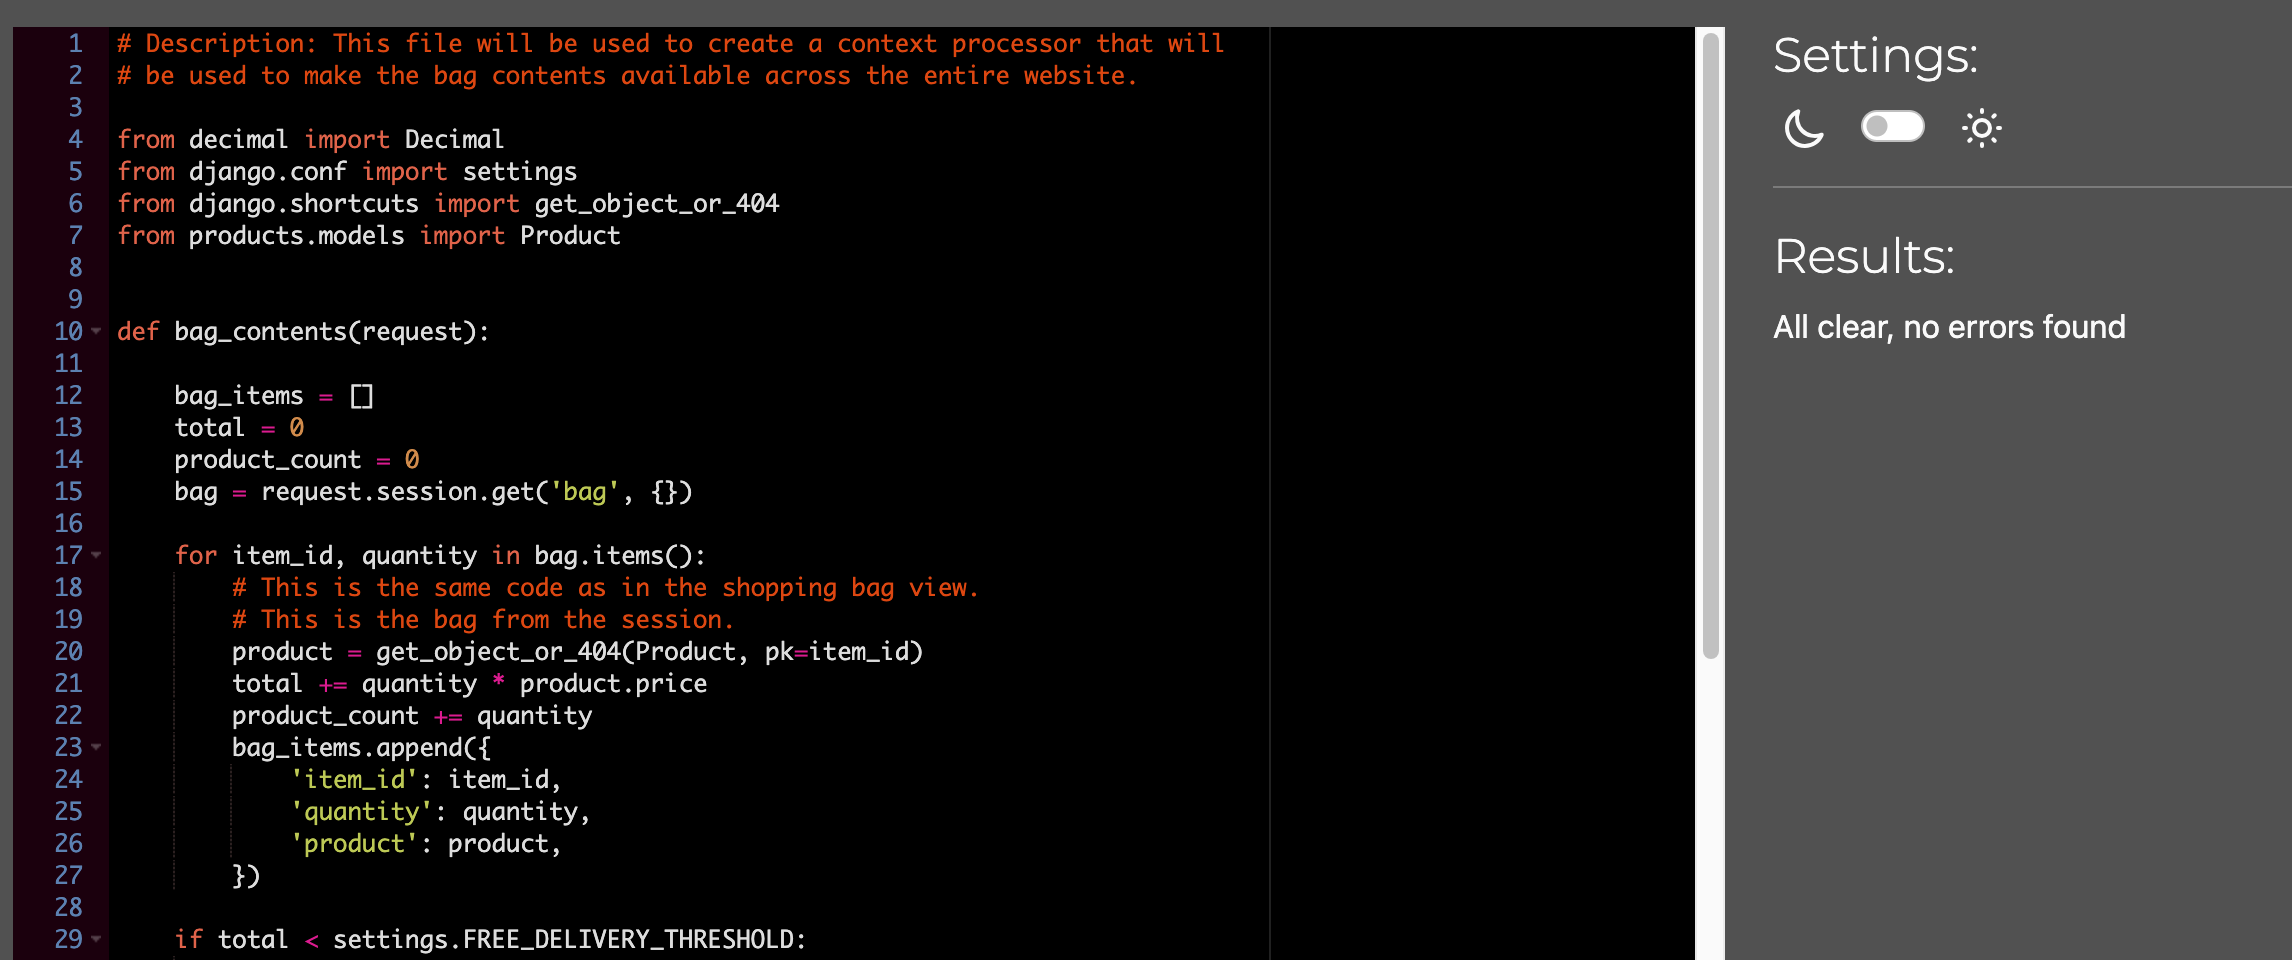 1 # Description: This file will be used to create a context processor that will
2 # be used to make the bag contents available across the entire website.
3
4 from decimal import Decimal
5 from django.conf import settings
6 from django.shortcuts import get_object_or_404
7 from products.models import Product
8
9
10 def bag_contents(request):
11
12     bag_items = []
13     total = 0
14     product_count = 0
15     bag = request.session.get('bag', {})
16
17     for item_id, quantity in bag.items():
18         # This is the same code as in the shopping bag view.
19         # This is the bag from the session.
20         product = get_object_or_404(Product, pk=item_id)
21         total += quantity * product.price
22         product_count += quantity
23         bag_items.append({
24             'item_id': item_id,
25             'quantity': quantity,
26             'product': product,
27         })
28
29     if total < settings.FREE_DELIVERY_THRESHOLD:
Settings:
Results:
All clear, no errors found